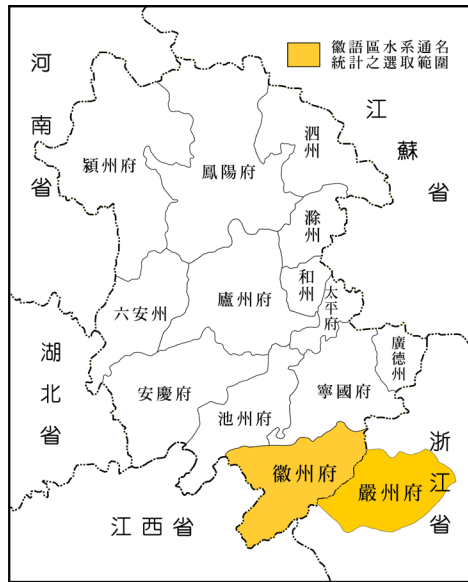 徽語區水系通名
統計之選取範圍
河南省
江蘇省
泗州
潁州府
鳳陽府
滁州
和州
太平府
廬州府
六安州
廣德州
湖北省
安慶府
寧國府
池州府
浙江省
徽州府
嚴州府
江西省